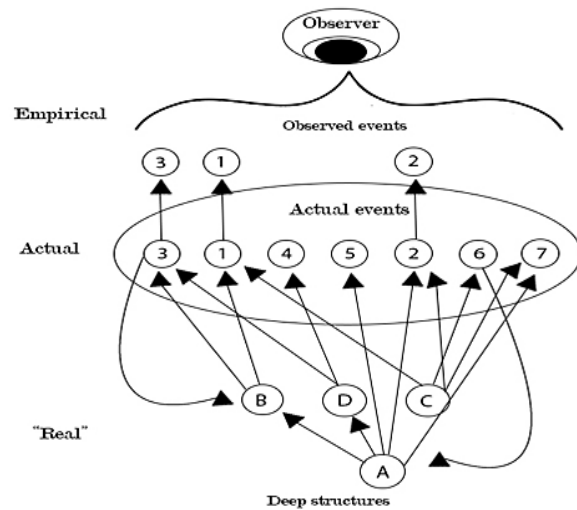 Observer
Empirical
Observed events
3 1 2
Actual events
Actual
3 1 4 5 2 6 7
B D C
"Real"
A
Deep structures